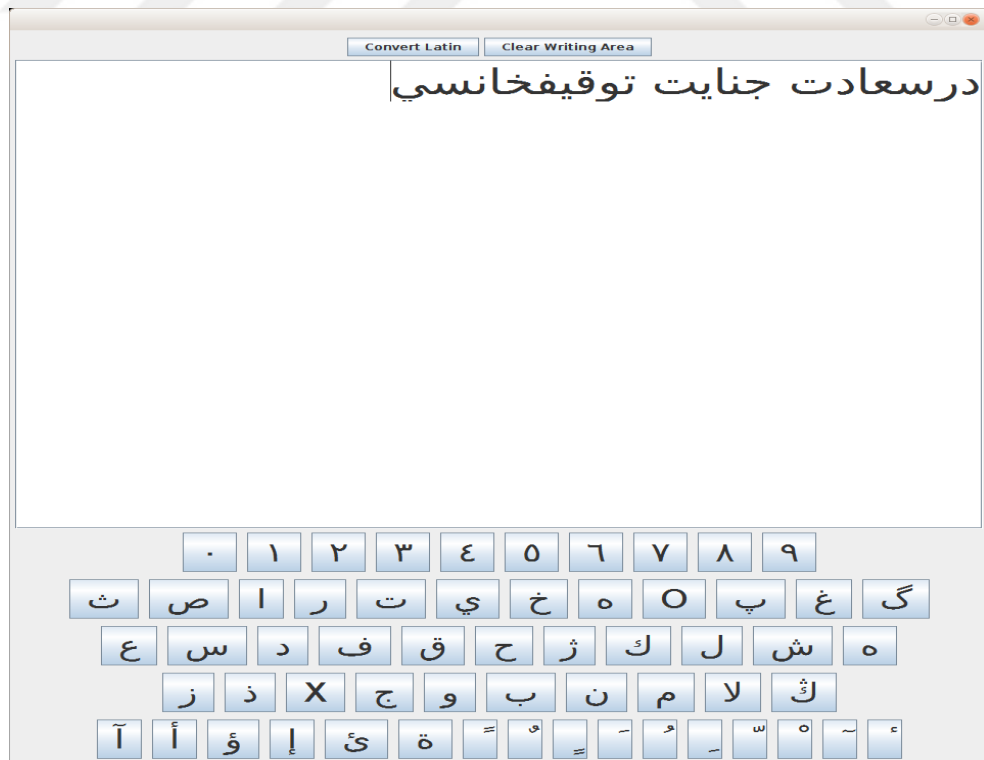 Convert Latin Clear Writing Area
درسعادت جنايت توقيفخانسي
٠ ١ ٢ ٣ ٤ ٥ ٦ ٧ ٨ ٩
ث ص ا ر ت ي خ ه O پ غ گ
ع س د ف ق ح ژ ك ل ش ه
ز ذ X ج و ب ن م لا ڭ
آ أ ؤ إ ئ ة ً ٌ ٍ َ ُ ِ ّ ْ ٓ ٔ